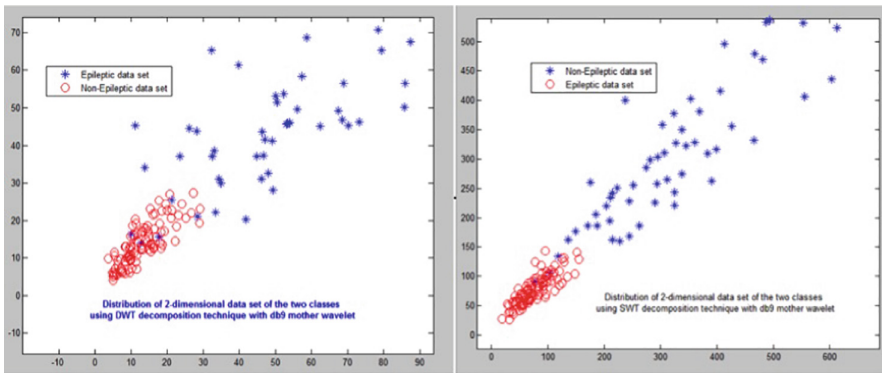 70
60
50
40
30
20
10
0
-10
-10 0 10 20 30 40 50 60 70 80 90
Epileptic data set
Non-Epileptic data set
Distribution of 2-dimensional data set of the two classes
using DWT decomposition technique with db9 mother wavelet
500
450
400
350
300
250
200
150
100
50
0
0 100 200 300 400 500 600
Non-Epileptic data set
Epileptic data set
Distribution of 2-dimensional data set of the two classes
using SWT decomposition technique with db9 mother wavelet